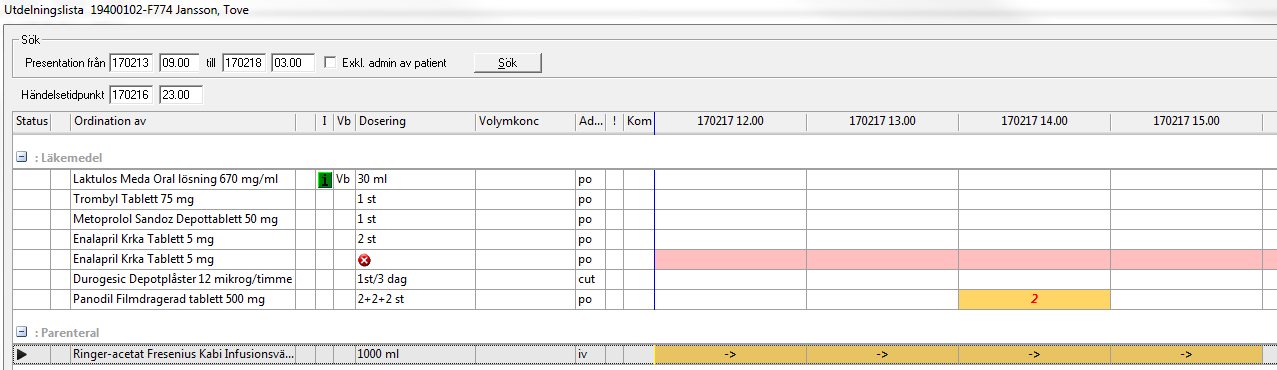 Utdelningslista 19400102-F774 Jansson, Tove
Sök
Presentation från 170213 09.00 till 170218 03.00 Exkl. admin av patient Sök
Händelsetidpunkt 170216 23.00
Status Ordination av I Vb Dosering Volymkonc Ad... ! Kom 170217 12.00 170217 13.00 170217 14.00 170217 15.00
: Läkemedel
Laktulos Meda Oral lösning 670 mg/ml i Vb 30 ml po
Trombyl Tablett 75 mg 1 st po
Metoprolol Sandoz Depottablett 50 mg 1 st po
Enalapril Krka Tablett 5 mg 2 st po
Enalapril Krka Tablett 5 mg po
Durogesic Depotplåster 12 mikrog/timme 1st/3 dag cut
Panodil Filmdragerad tablett 500 mg 2+2+2 st po 2
: Parenteral
Ringer-acetat Fresenius Kabi Infusionsvä... 1000 ml iv -> -> -> ->